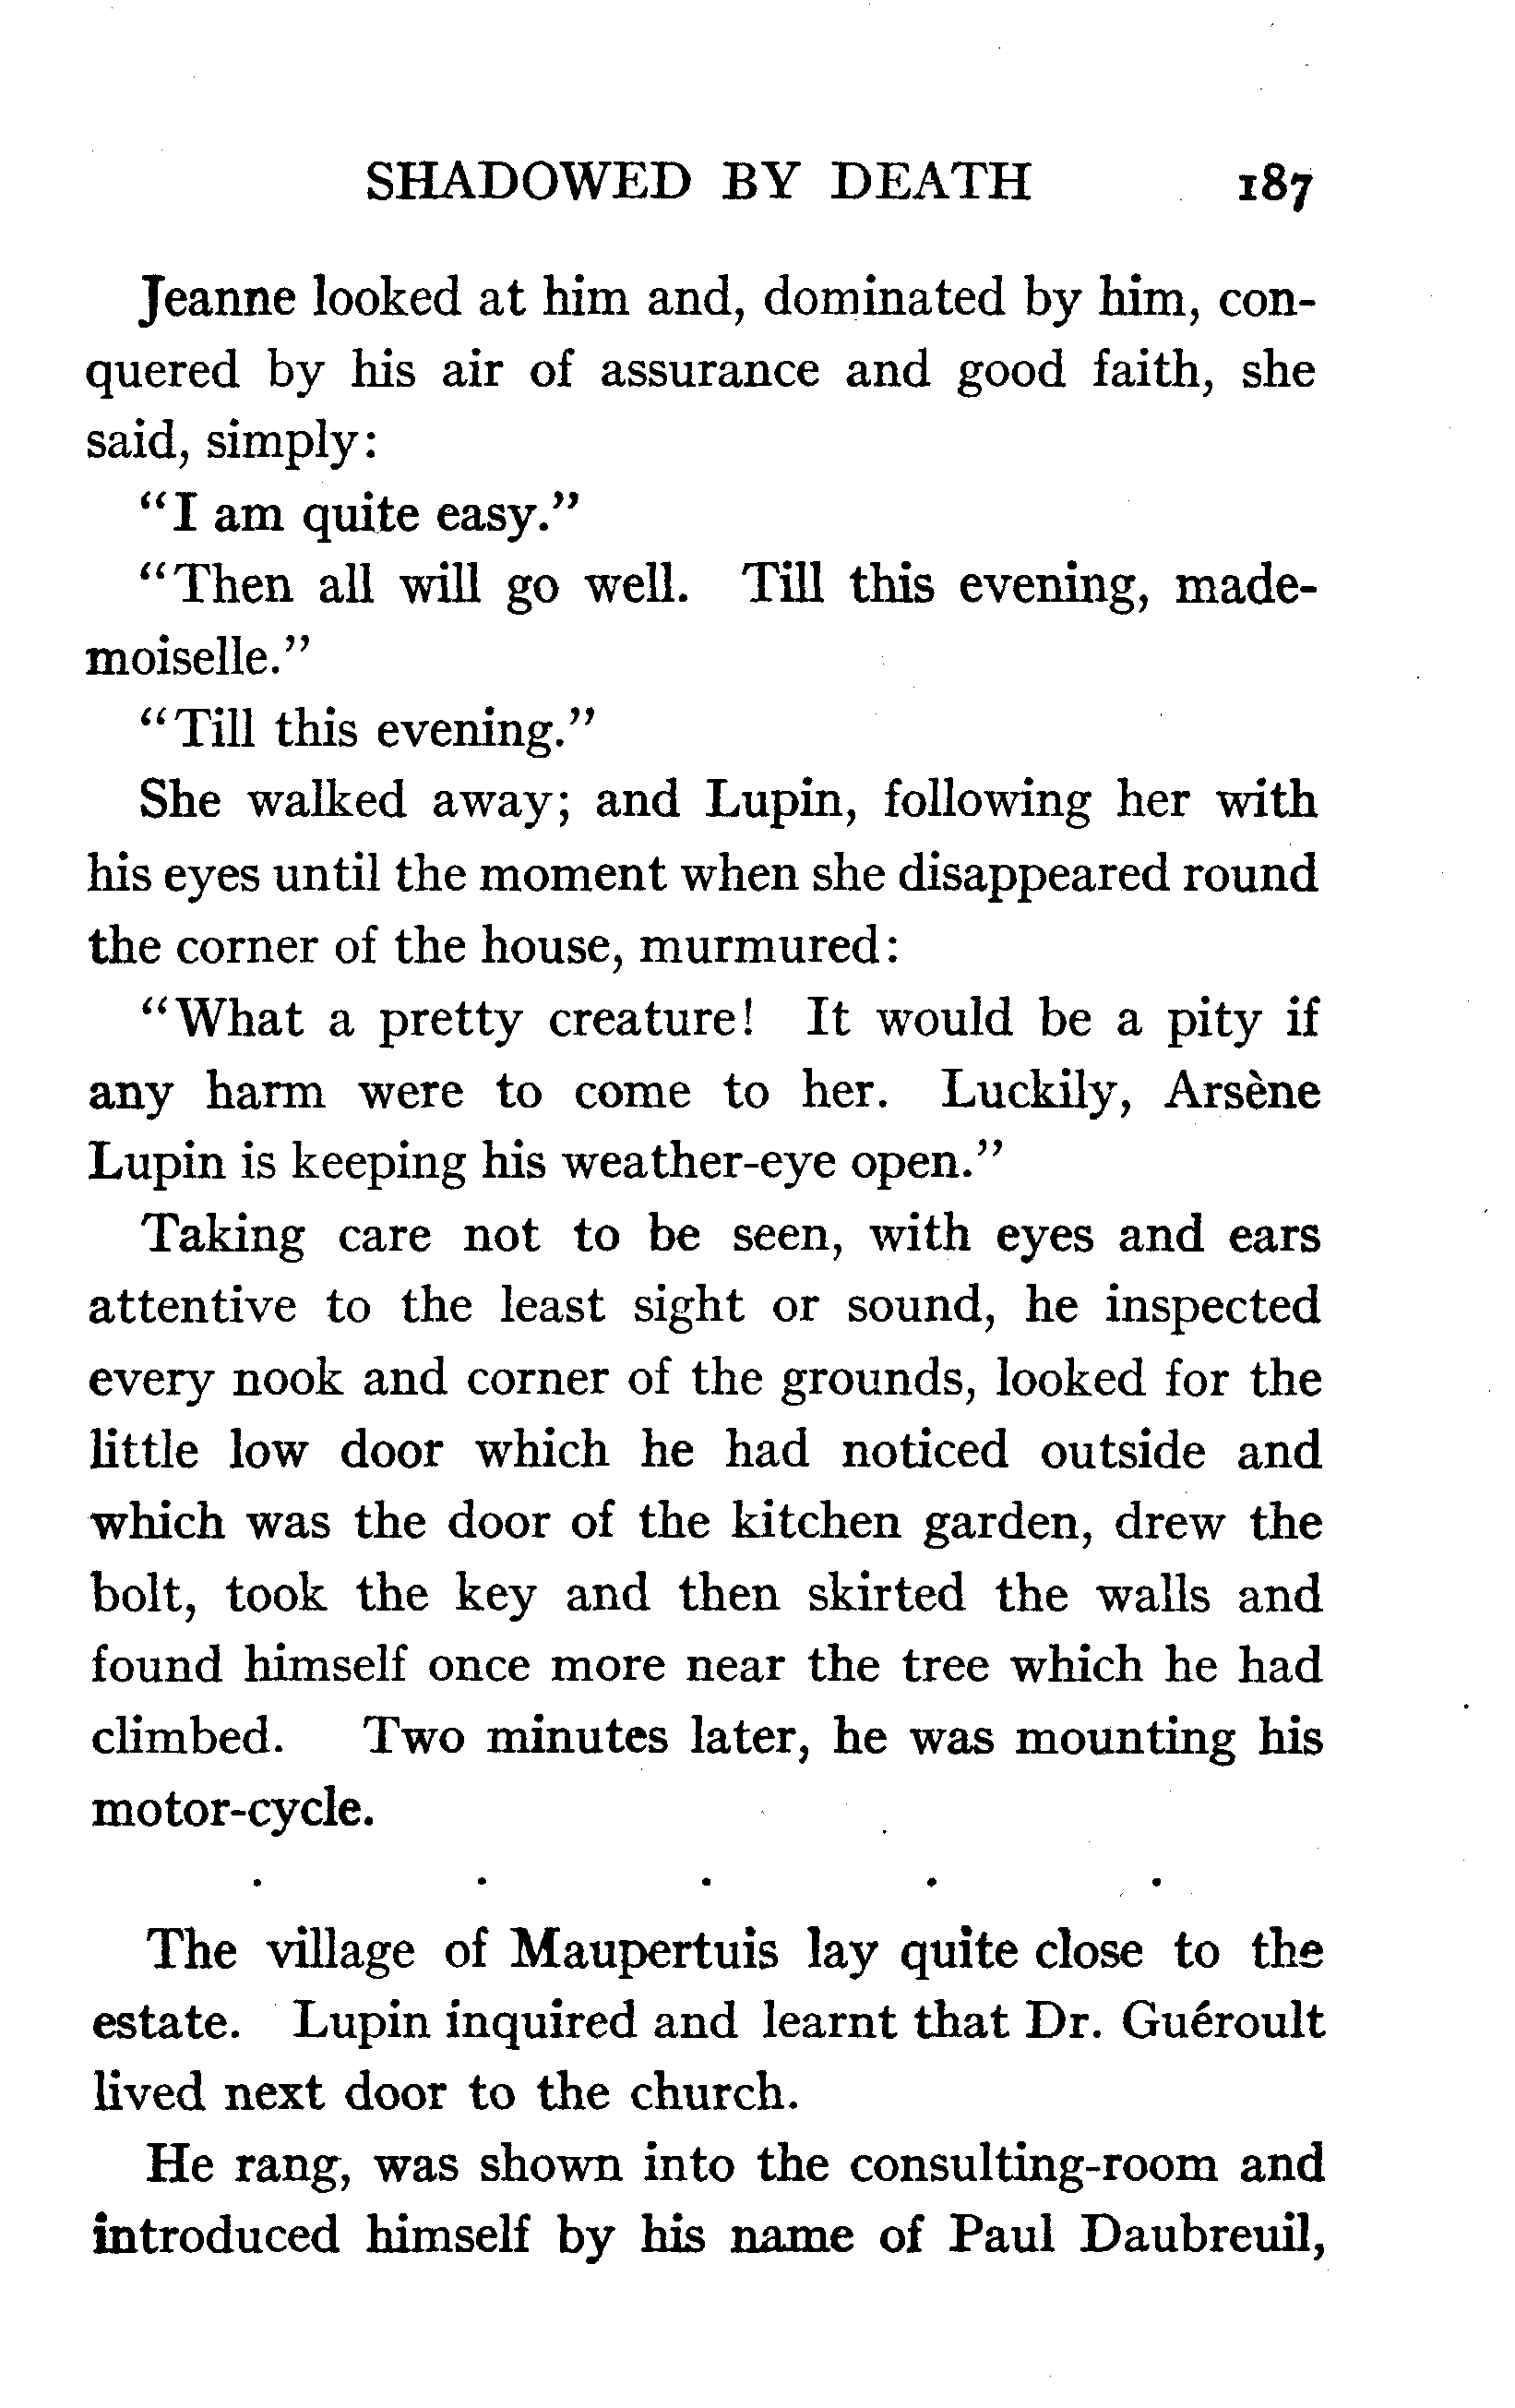 SHADOWED BY DEATH 187
Jeanne looked at him and, dominated by him, con-
quered by his air of assurance and good faith, she
said, simply:
"I am quite easy."
"Then all will go well. Till this evening, made-
moiselle."
"Till this evening."
She walked away; and Lupin, following her with
his eyes until the moment when she disappeared round
the corner of the house, murmured:
"What a pretty creature! It would be a pity if
any harm were to come to her. Luckily, Arsène
Lupin is keeping his weather-eye open."
Taking care not to be seen, with eyes and ears
attentive to the least sight or sound, he inspected
every nook and corner of the grounds, looked for the
little low door which he had noticed outside and
which was the door of the kitchen garden, drew the
bolt, took the key and then skirted the walls and
found himself once more near the tree which he had
climbed. Two minutes later, he was mounting his
motor-cycle.
. . . . .
The village of Maupertuis lay quite close to the
estate. Lupin inquired and learnt that Dr. Guéroult
lived next door to the church.
He rang, was shown into the consulting-room and
introduced himself by his name of Paul Daubreuil,